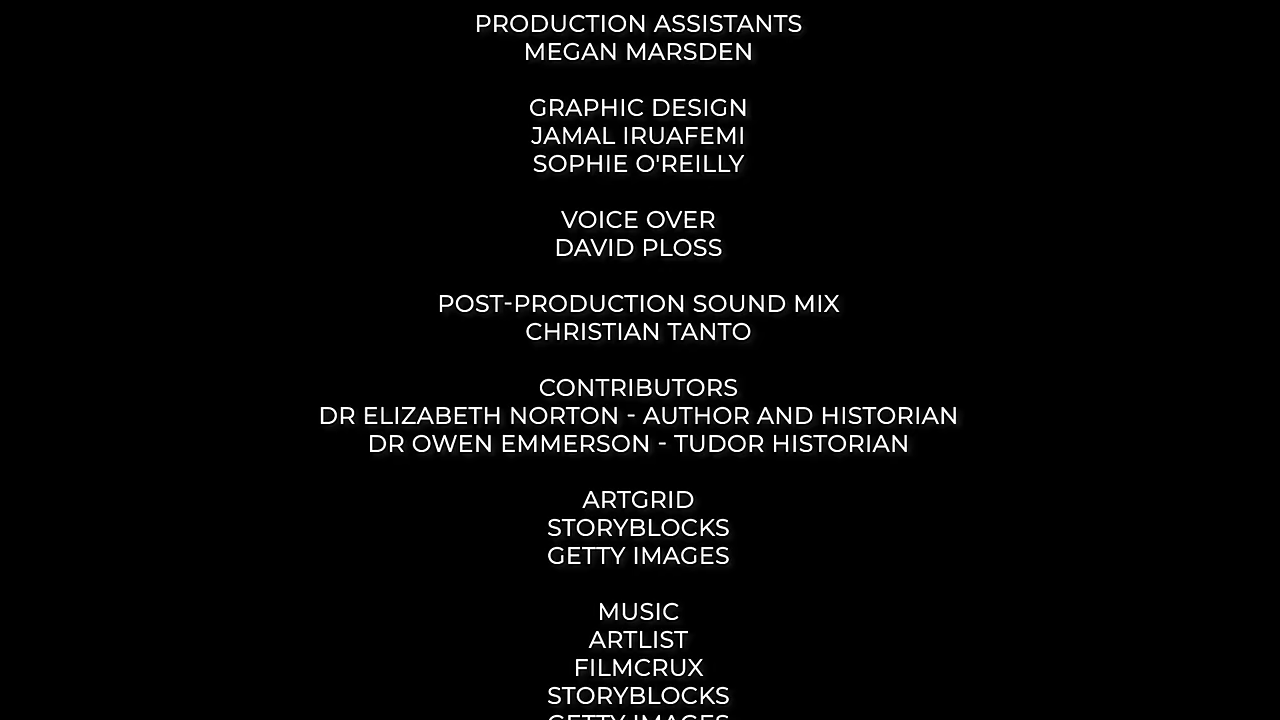 PRODUCTION ASSISTANTS
MEGAN MARSDEN
GRAPHIC DESIGN
JAMAL IRUAFEMI
SOPHIE O'REILLY
VOICE OVER
DAVID PLOSS
POST-PRODUCTION SOUND MIX
CHRISTIAN TANTO
CONTRIBUTORS
DR ELIZABETH NORTON - AUTHOR AND HISTORIAN
DR OWEN EMMERSON - TUDOR HISTORIAN
ARTGRID
STORYBLOCKS
GETTY IMAGES
MUSIC
ARTLIST
FILMCRUX
STORYBLOCKS
GETTY IMAGES